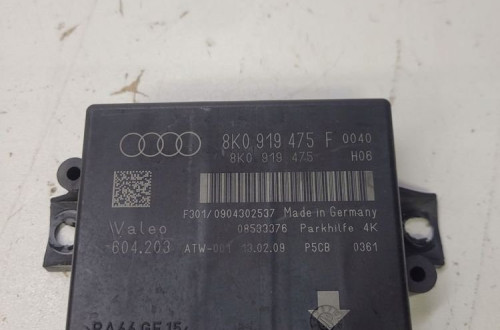 8K0 919 475 F 0040
8K0 919 475 H06
F301/0904302537 Made in Germany
Valeo 08533376 Parkhilfe 4K
604.203 ATW-001 13.02.09 P5CB 0361